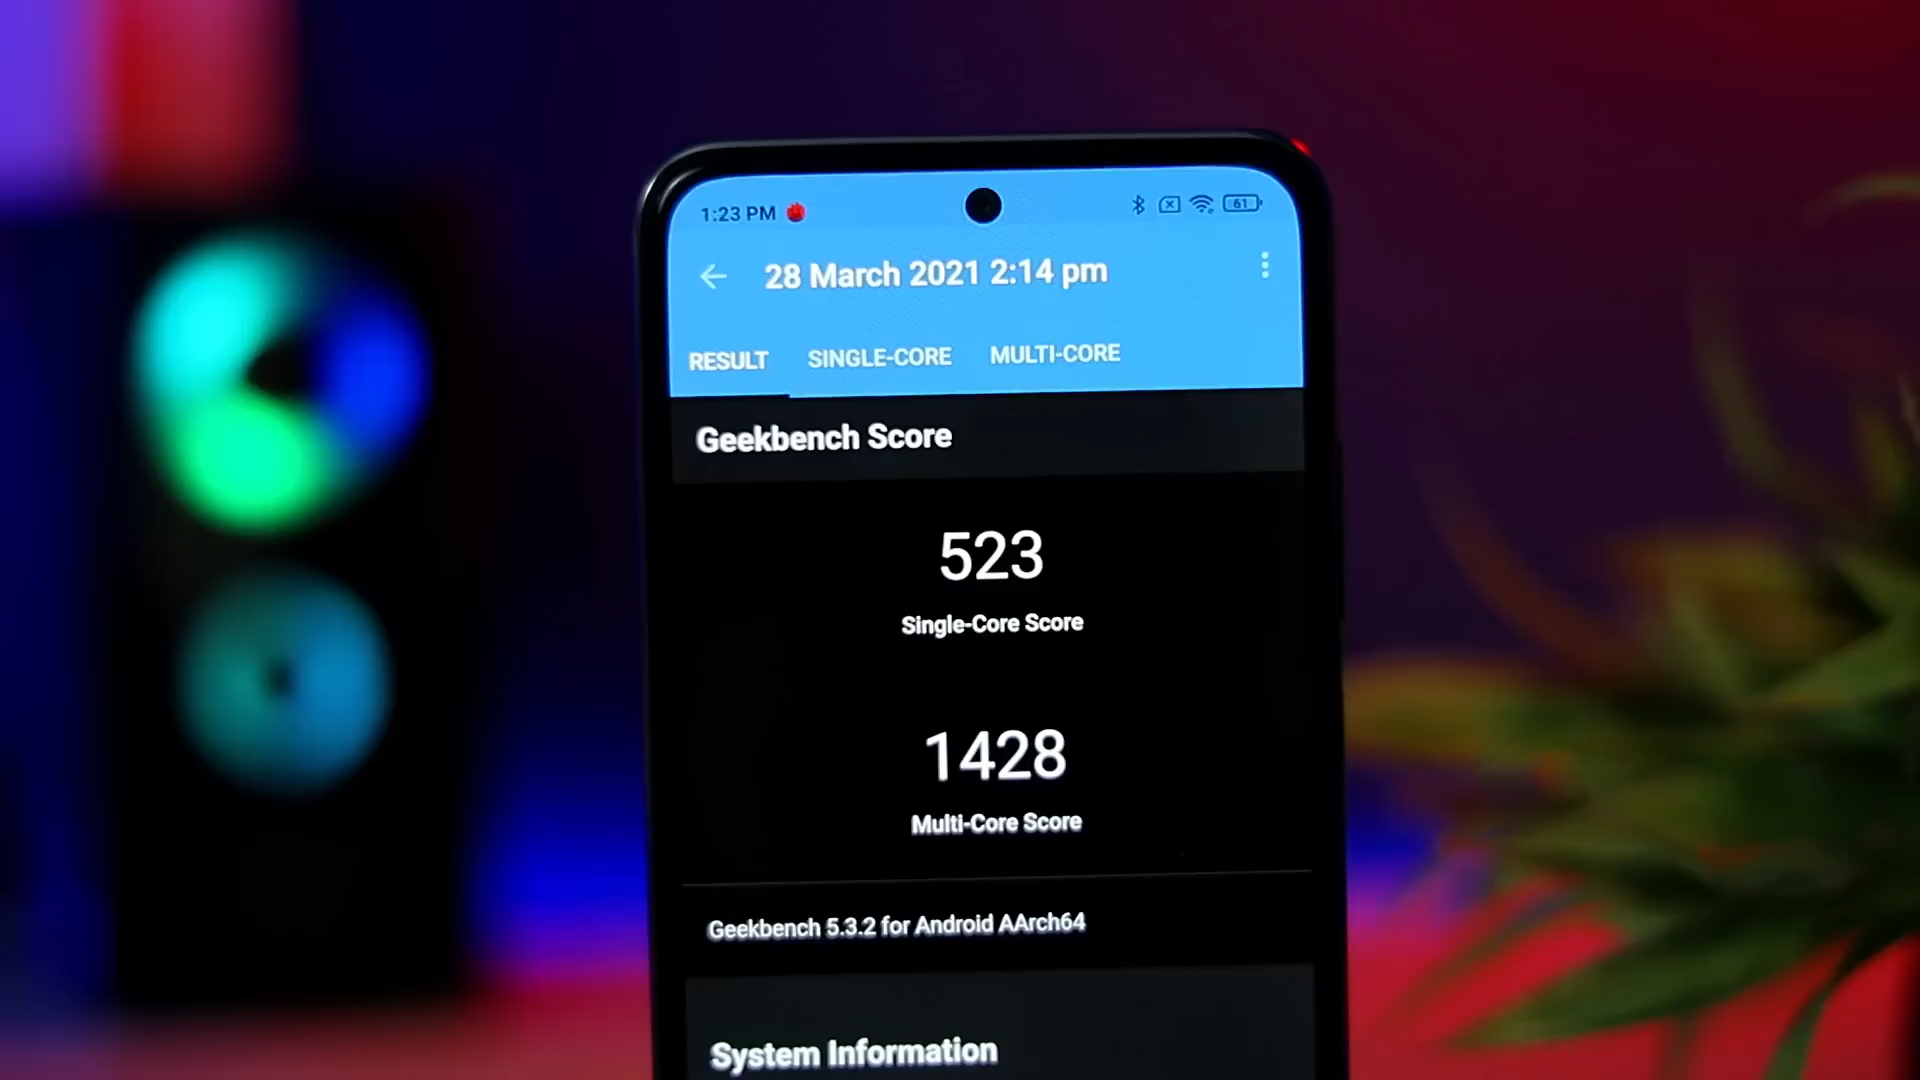 1:23 PM 61
28 March 2021 2:14 pm
RESULT SINGLE-CORE MULTI-CORE
Geekbench Score
523
Single-Core Score
1428
Multi-Core Score
Geekbench 5.3.2 for Android AArch64
System Information